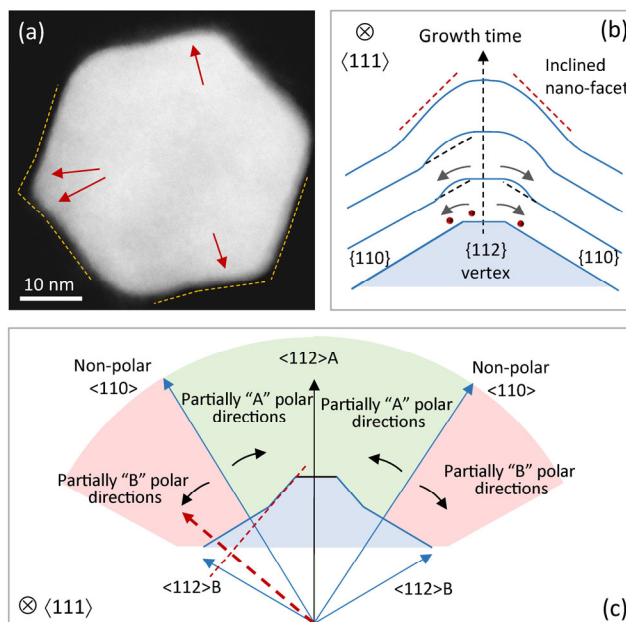 (a)
10 nm
(b)
⊗
⟨111⟩
Growth time
Inclined
nano-facet
{110}
{112}
vertex
{110}
<112>A
Non-polar
<110>
Non-polar
<110>
Partially “A” polar
directions
Partially “A” polar
directions
Partially “B” polar
directions
Partially “B” polar
directions
<112>B
<112>B
⊗ ⟨111⟩
(c)